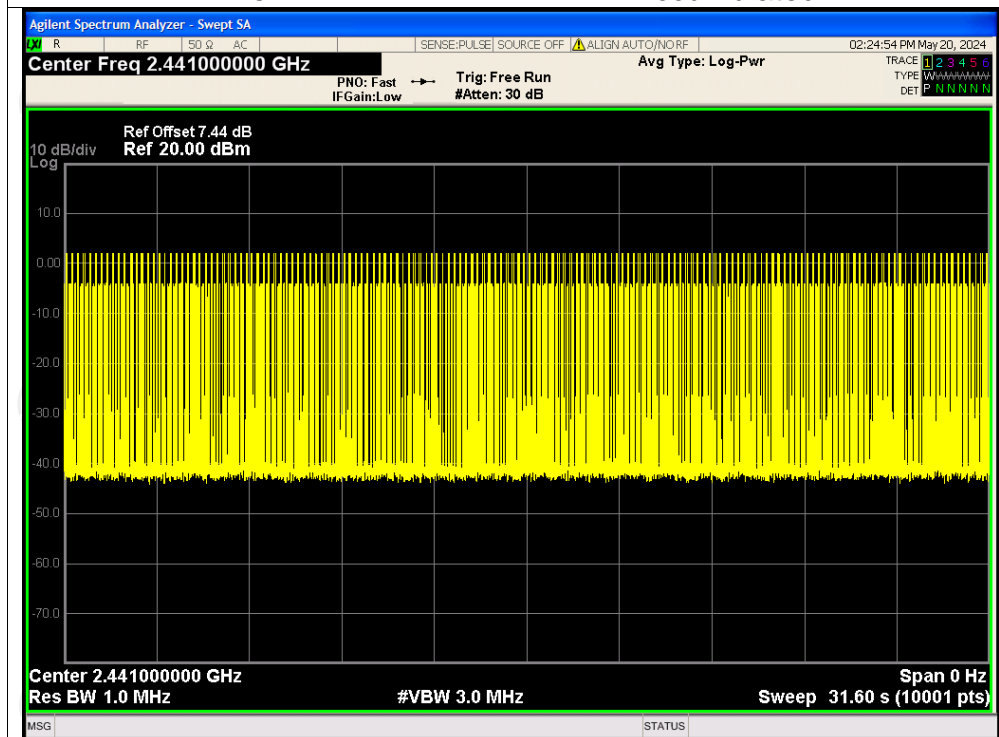 Agilent Spectrum Analyzer - Swept SA
LXI R RF 50 Ω AC SENSE:PULSE SOURCE OFF ALIGN AUTO/NO RF 02:24:54 PM May 20, 2024
Center Freq 2.441000000 GHz Avg Type: Log-Pwr TRACE 1 2 3 4 5 6
PNO: Fast Trig: Free Run TYPE W
IFGain:Low #Atten: 30 dB DET P N N N N N
Ref Offset 7.44 dB
10 dB/div Ref 20.00 dBm
Log
10.0
0.00
-10.0
-20.0
-30.0
-40.0
-50.0
-60.0
-70.0
Center 2.441000000 GHz Span 0 Hz
Res BW 1.0 MHz #VBW 3.0 MHz Sweep 31.60 s (10001 pts)
MSG STATUS